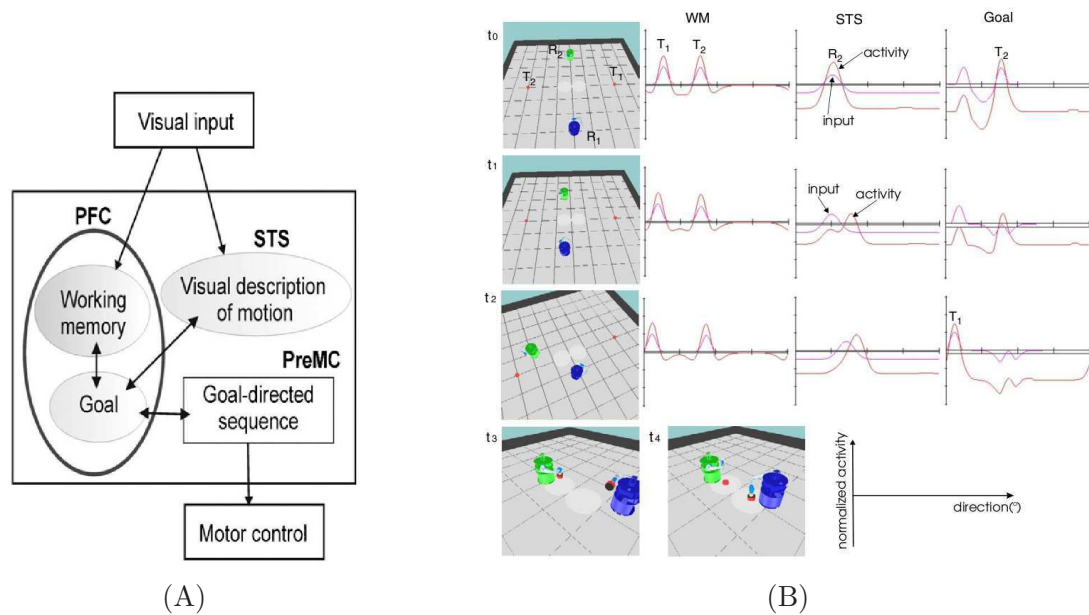 Visual input
PFC
STS
Working
memory
Visual description
of motion
PreMC
Goal
Goal-directed
sequence
Motor control
(A)
B
WM
STS
Goal
t0
R2
T2
T1
R1
T1
T2
R2
activity
input
T2
t1
input
activity
t2
T1
t3
t4
normalized activity
direction(°)
(B)